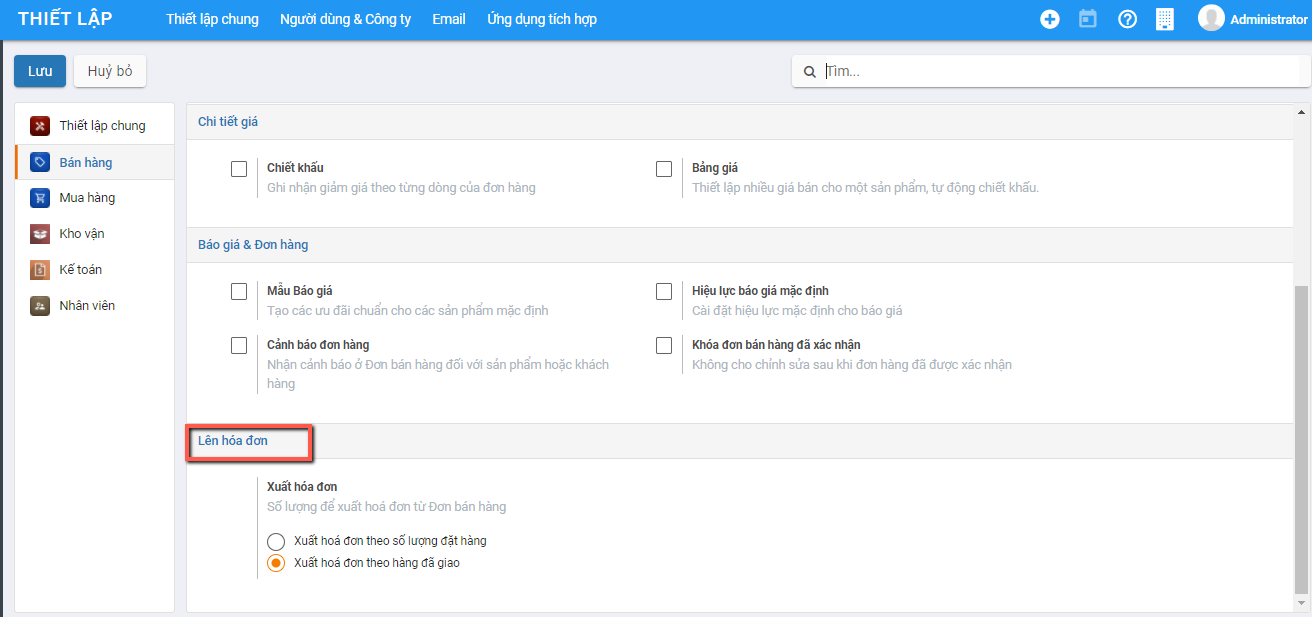 THIẾT LẬP
Thiết lập chung Người dùng & Công ty Email Ứng dụng tích hợp
Administrator
Lưu Huỷ bỏ
Tìm...
Thiết lập chung
Bán hàng
Mua hàng
Kho vận
Kế toán
Nhân viên
Chi tiết giá
Chiết khấu
Ghi nhận giảm giá theo từng dòng của đơn hàng
Bảng giá
Thiết lập nhiều giá bán cho một sản phẩm, tự động chiết khấu.
Báo giá & Đơn hàng
Mẫu Báo giá
Tạo các ưu đãi chuẩn cho các sản phẩm mặc định
Hiệu lực báo giá mặc định
Cài đặt hiệu lực mặc định cho báo giá
Cảnh báo đơn hàng
Nhận cảnh báo ở Đơn bán hàng đối với sản phẩm hoặc khách
hàng
Khóa đơn bán hàng đã xác nhận
Không cho chỉnh sửa sau khi đơn hàng đã được xác nhận
Lên hóa đơn
Xuất hóa đơn
Số lượng để xuất hoá đơn từ Đơn bán hàng
Xuất hoá đơn theo số lượng đặt hàng
Xuất hoá đơn theo hàng đã giao